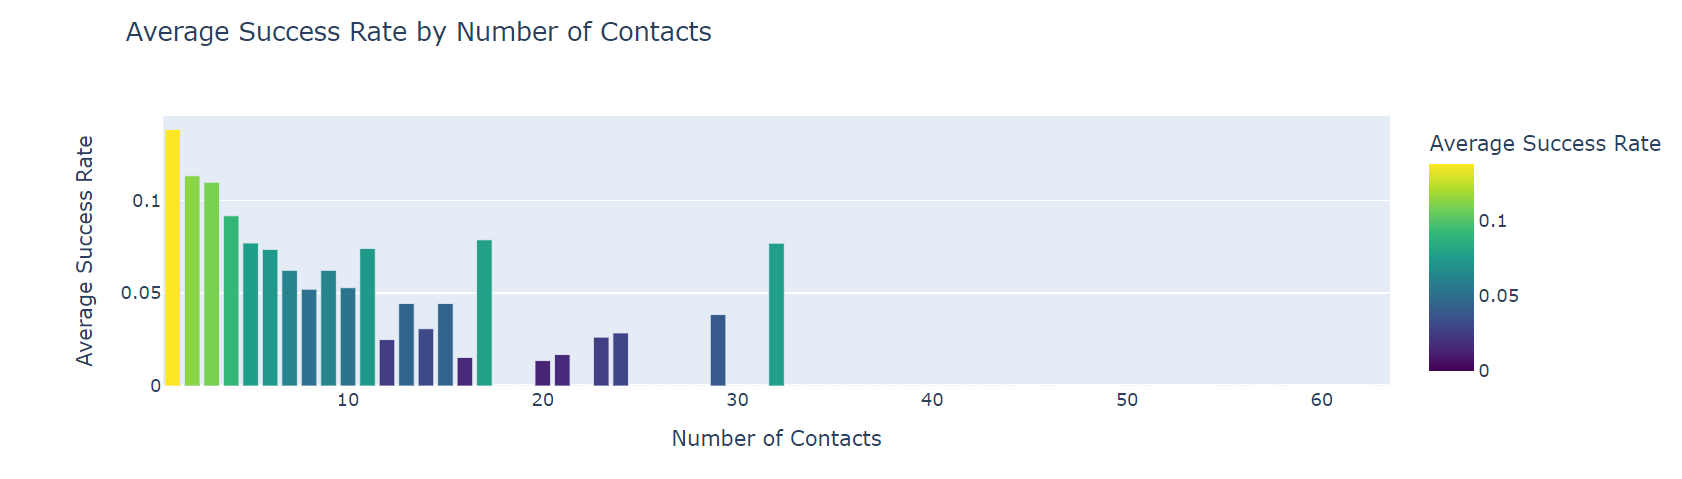 Average Success Rate by Number of Contacts
Average Success Rate
0.1
0.05
0
10 20 30 40 50 60
Number of Contacts
Average Success Rate
0.1
0.05
0